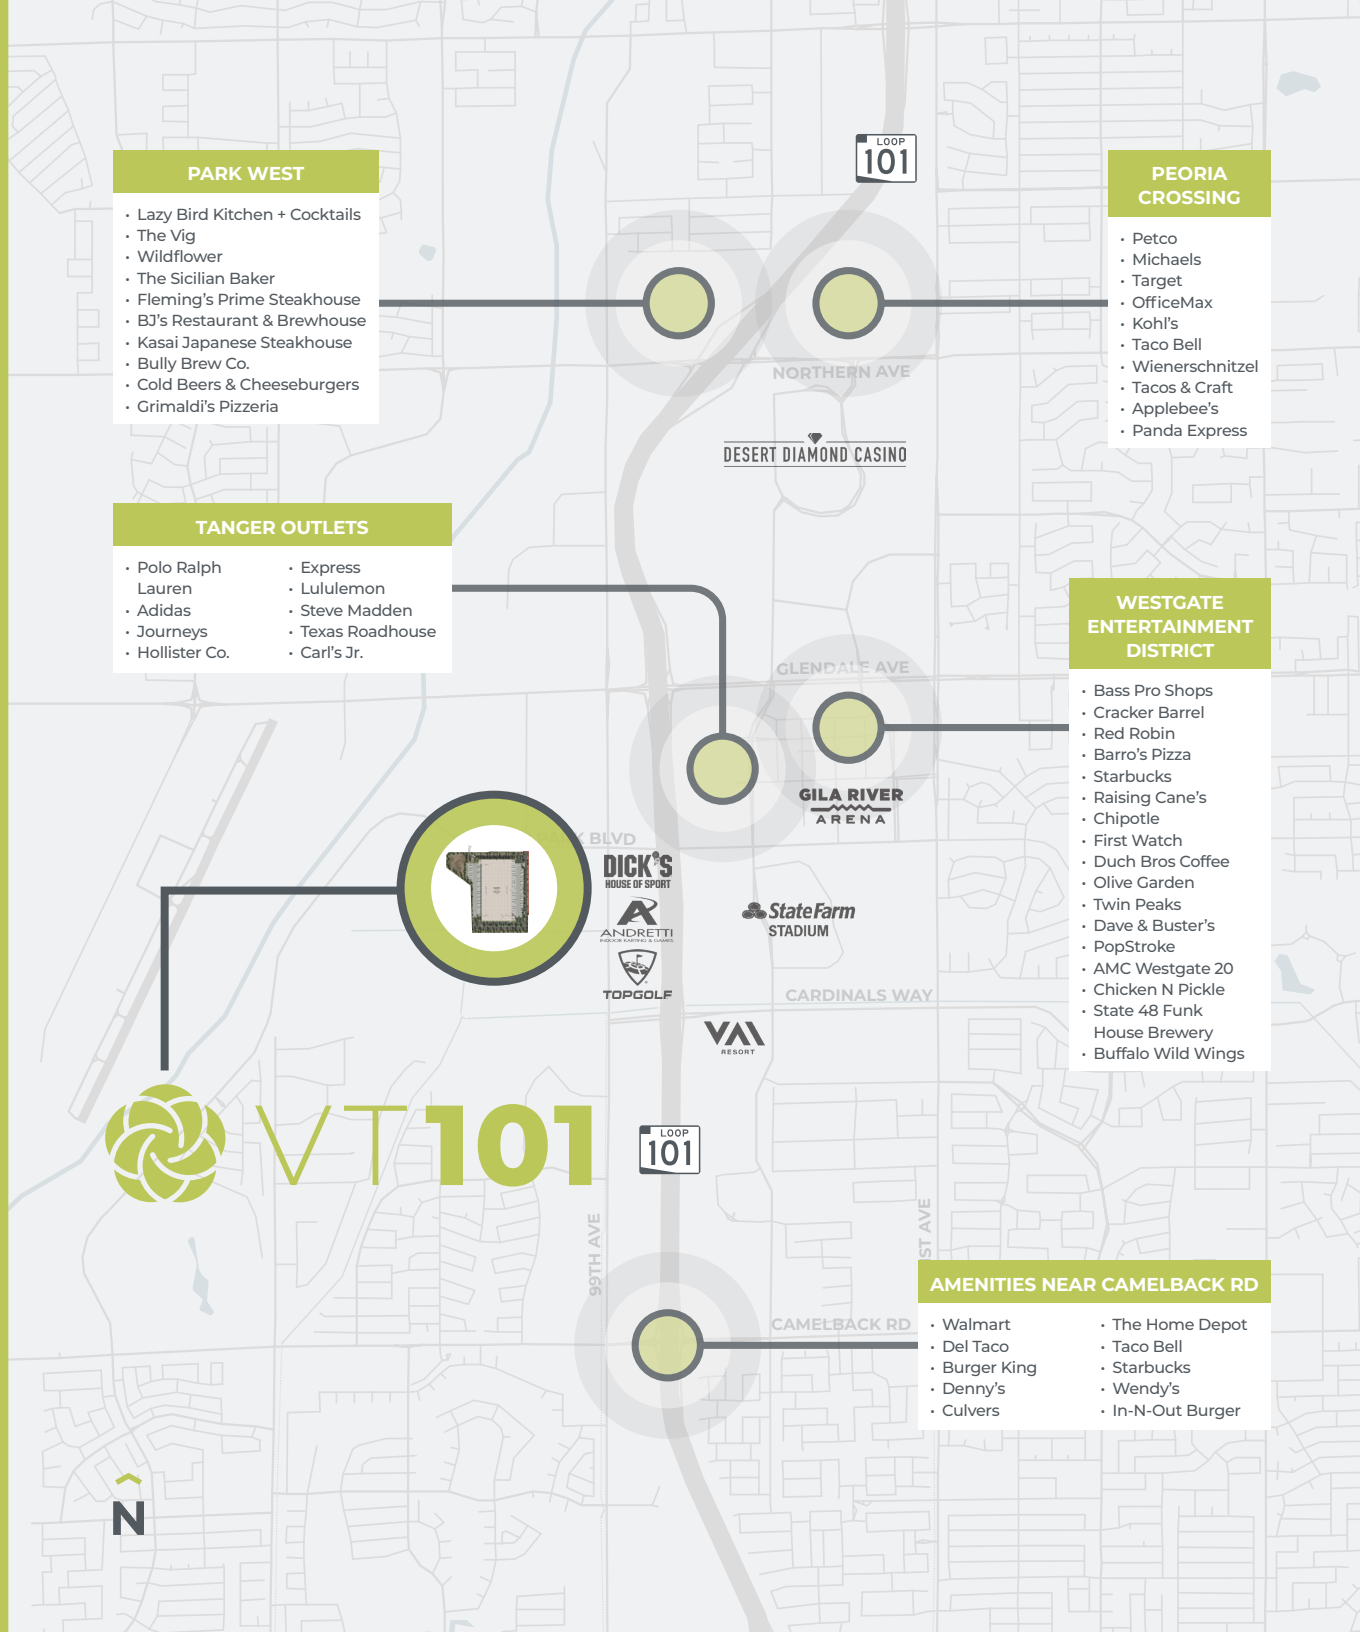 LOOP
101
PARK WEST
• Lazy Bird Kitchen + Cocktails
• The Vig
• Wildflower
• The Sicilian Baker
• Fleming's Prime Steakhouse
• BJ's Restaurant & Brewhouse
• Kasai Japanese Steakhouse
• Bully Brew Co.
• Cold Beers & Cheeseburgers
• Grimaldi's Pizzeria
PEORIA
CROSSING
• Petco
• Michaels
• Target
• OfficeMax
• Kohl's
• Taco Bell
• Wienerschnitzel
• Tacos & Craft
• Applebee's
• Panda Express
NORTHERN AVE
DESERT DIAMOND CASINO
TANGER OUTLETS
• Polo Ralph
Lauren
• Adidas
• Journeys
• Hollister Co.
• Express
• Lululemon
• Steve Madden
• Texas Roadhouse
• Carl's Jr.
WESTGATE
ENTERTAINMENT
DISTRICT
• Bass Pro Shops
• Cracker Barrel
• Red Robin
• Barro's Pizza
• Starbucks
• Raising Cane's
• Chipotle
• First Watch
• Duch Bros Coffee
• Olive Garden
• Twin Peaks
• Dave & Buster's
• PopStroke
• AMC Westgate 20
• Chicken N Pickle
• State 48 Funk
House Brewery
• Buffalo Wild Wings
GLENDALE AVE
GILA RIVER
ARENA
BLVD
DICK'S
HOUSE OF SPORT
ANDRETTI
INDOOR KARTING & GAMES
TOPGOLF
State Farm
STADIUM
CARDINALS WAY
VAI
RESORT
VT101
LOOP
101
99TH AVE
ST AVE
CAMELBACK RD
AMENITIES NEAR CAMELBACK RD
• Walmart
• Del Taco
• Burger King
• Denny's
• Culvers
• The Home Depot
• Taco Bell
• Starbucks
• Wendy's
• In-N-Out Burger
N